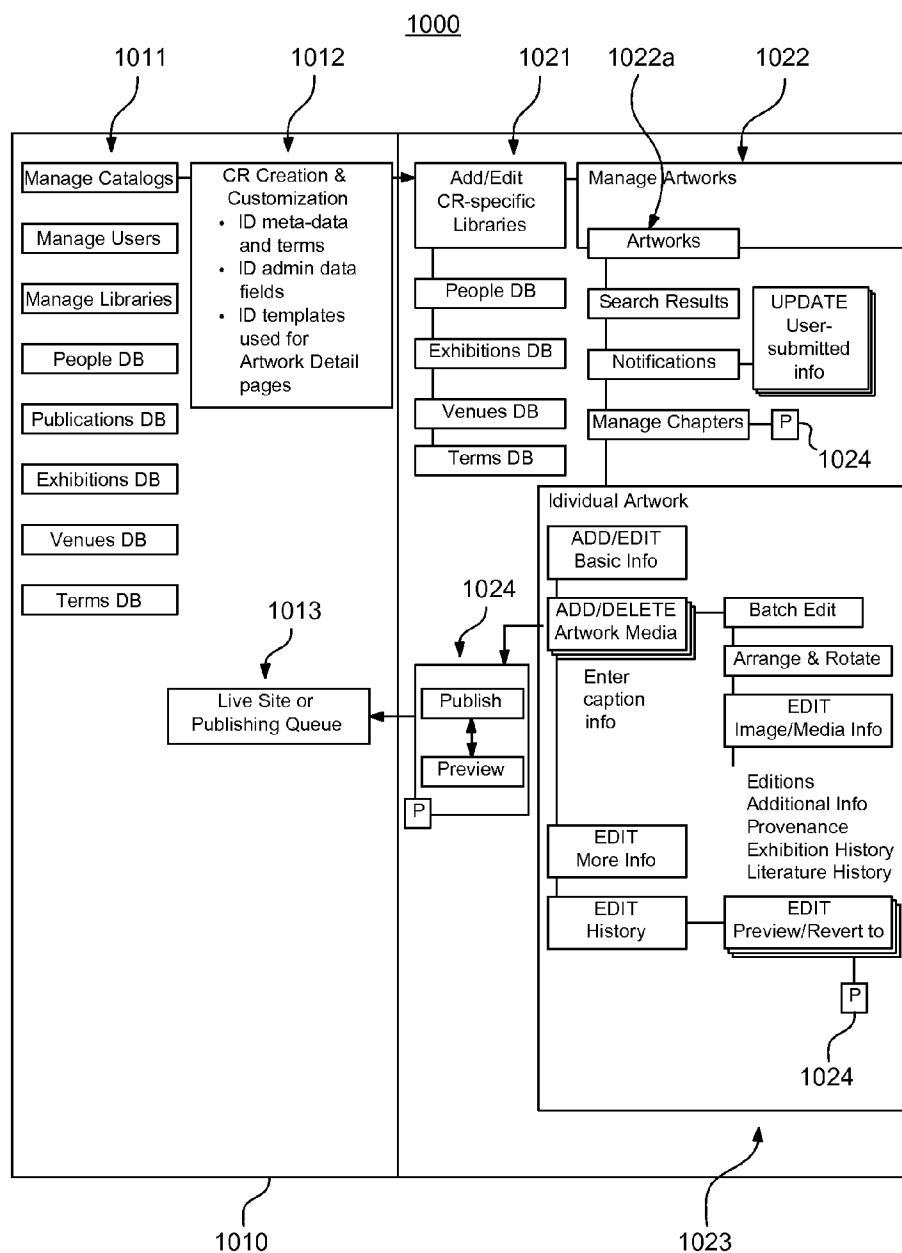 1000
1011
1012
1021
1022a
1022
Manage Catalogs
Manage Users
Manage Libraries
People DB
Publications DB
Exhibitions DB
Venues DB
Terms DB
CR Creation &
Customization
• ID meta-data
and terms
• ID admin data
fields
• ID templates
used for
Artwork Detail
pages
Add/Edit
CR-specific
Libraries
People DB
Exhibitions DB
Venues DB
Terms DB
Manage Artworks
Artworks
Search Results
Notifications
UPDATE
User-
submitted
info
Manage Chapters
P
1024
Idividual Artwork
ADD/EDIT
Basic Info
ADD/DELETE
Artwork Media
Enter
caption
info
Batch Edit
Arrange & Rotate
EDIT
Image/Media Info
Editions
Additional Info
Provenance
Exhibition History
Literature History
EDIT
More Info
EDIT
History
EDIT
Preview/Revert to
P
1024
1024
Publish
Preview
P
1013
Live Site or
Publishing Queue
1010
1023